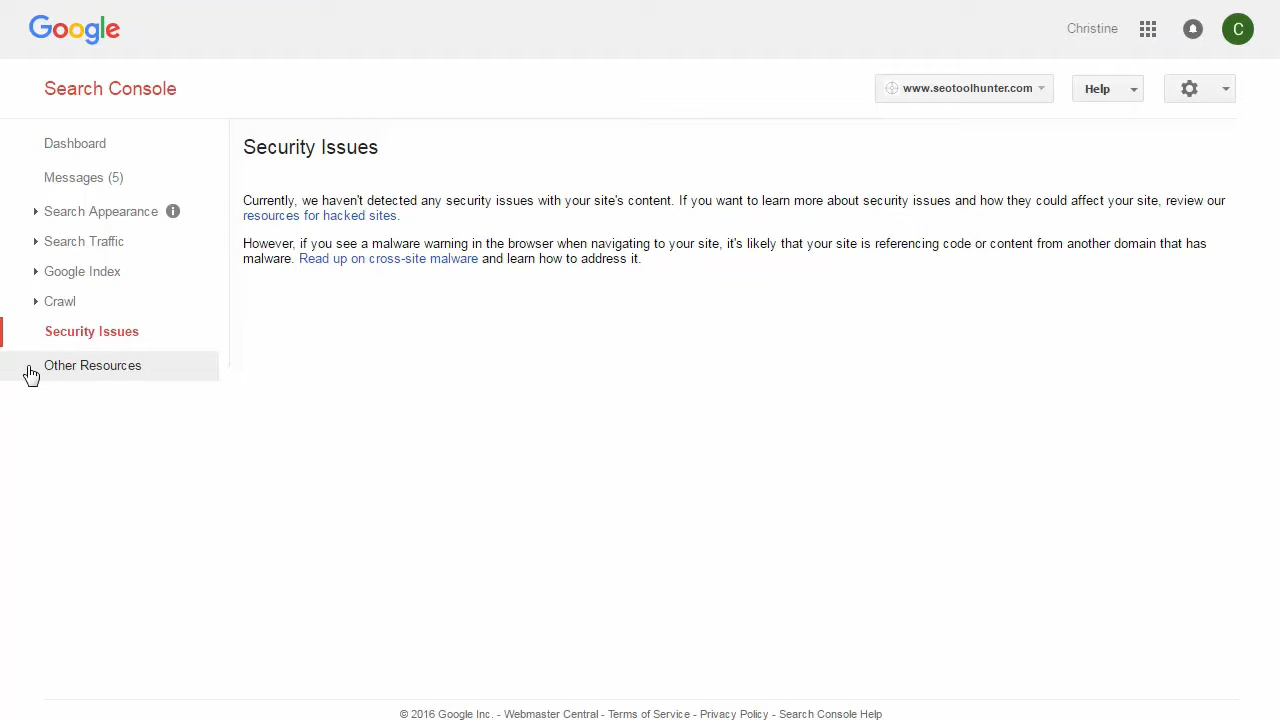 Google
Christine
C
Search Console
www.seotoolhunter.com
Help
Dashboard
Messages (5)
Search Appearance
Search Traffic
Google Index
Crawl
Security Issues
Other Resources
Security Issues
Currently, we haven't detected any security issues with your site's content. If you want to learn more about security issues and how they could affect your site, review our
resources for hacked sites.
However, if you see a malware warning in the browser when navigating to your site, it's likely that your site is referencing code or content from another domain that has
malware. Read up on cross-site malware and learn how to address it.
© 2016 Google Inc. - Webmaster Central - Terms of Service - Privacy Policy - Search Console Help